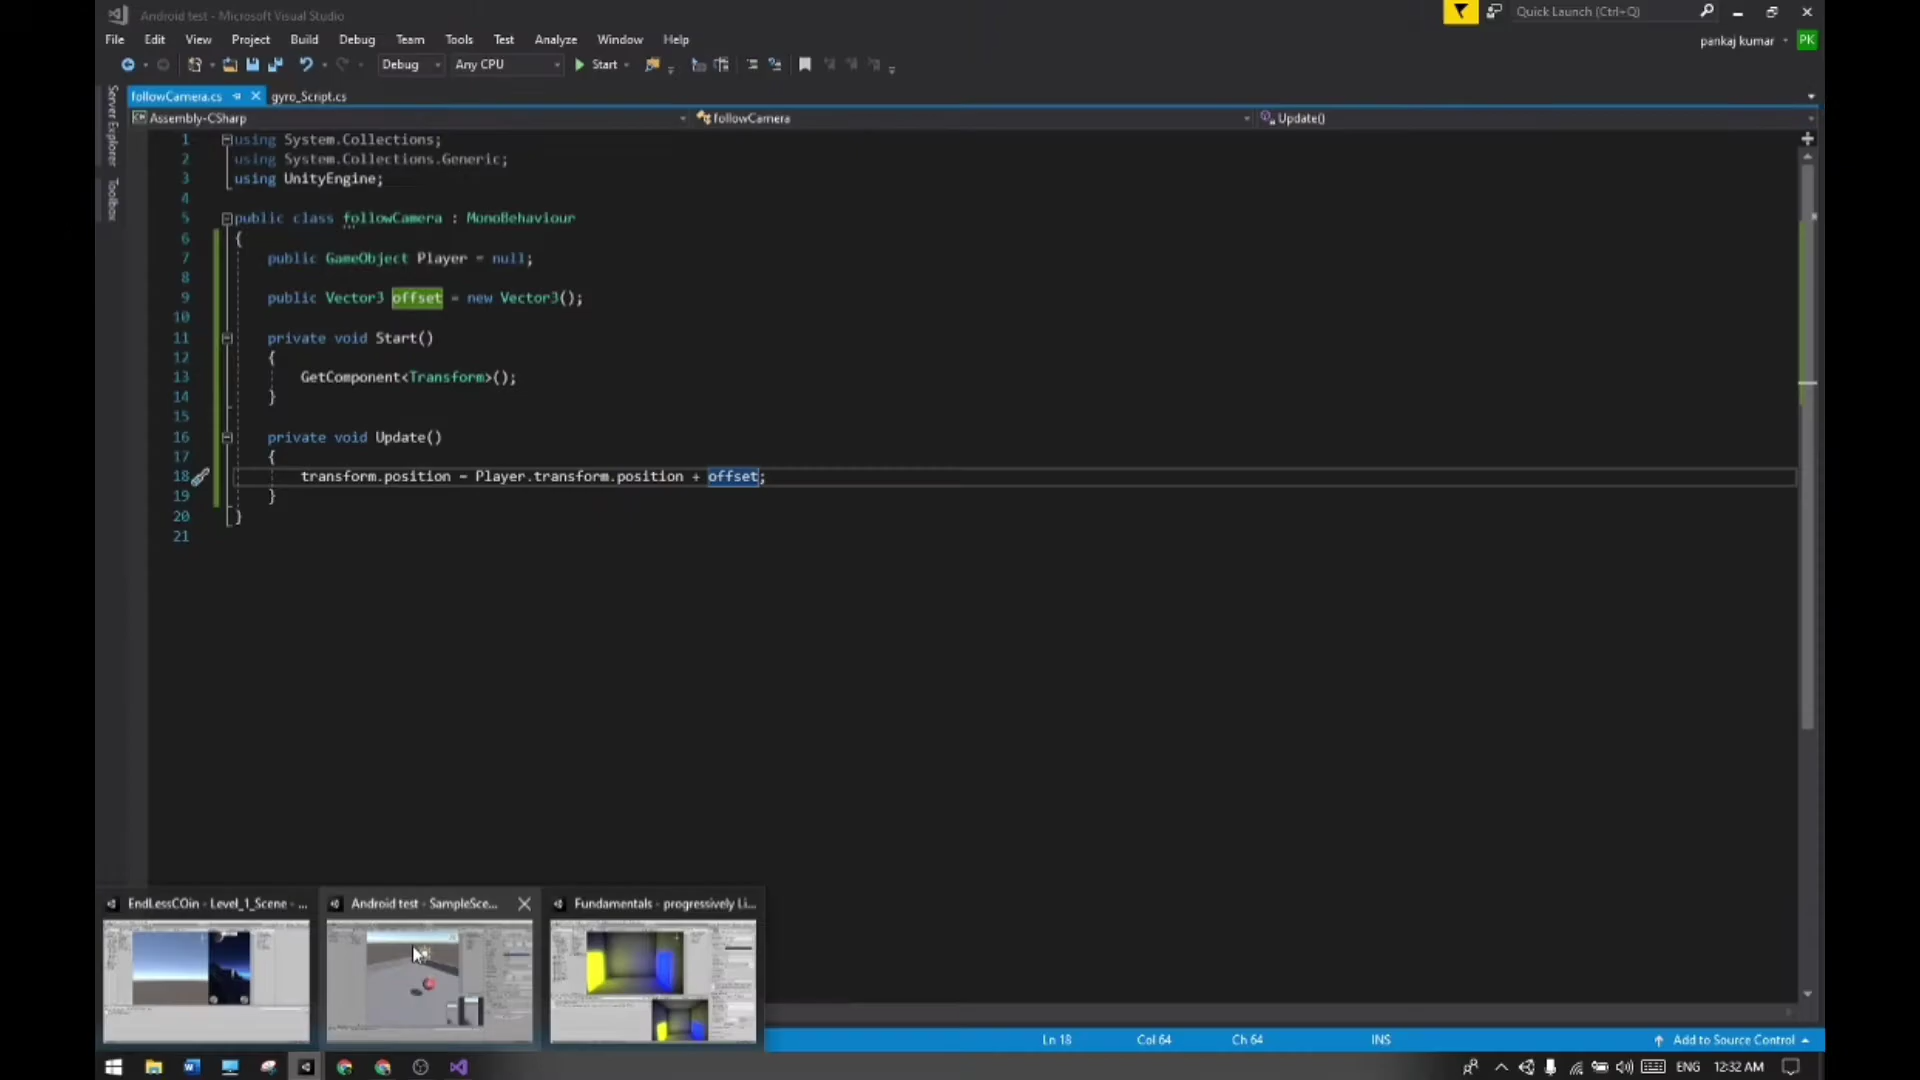 Android test - Microsoft Visual Studio
Quick Launch (Ctrl+Q)
File Edit View Project Build Debug Team Tools Test Analyze Window Help
pankaj kumar PK
Debug Any CPU Start
followCamera.cs gyro_Script.cs
Server Explorer
Toolbox
Assembly-CSharp followCamera Update()
1 using System.Collections;
2 using System.Collections.Generic;
3 using UnityEngine;
4
5 public class followCamera : MonoBehaviour
6 {
7 public GameObject Player = null;
8
9 public Vector3 offset = new Vector3();
10
11 private void Start()
12 {
13 GetComponent<Transform>();
14 }
15
16 private void Update()
17 {
18 transform.position = Player.transform.position + offset;
19 }
20 }
21
EndLessCOin - Level_1_Scene - ...
Android test - SampleSce...
Fundamentals - progressively Li...
Ln 18 Col 64 Ch 64 INS Add to Source Control
ENG 12:32 AM